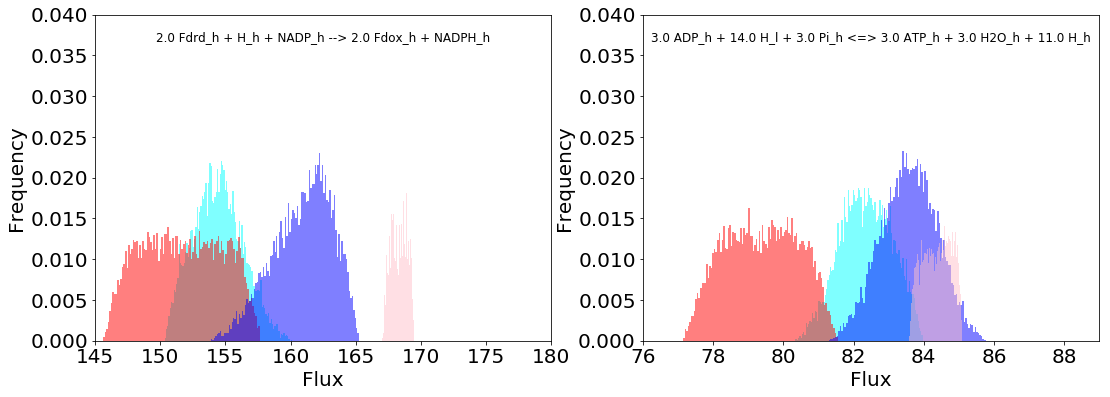 2.0 Fdrd_h + H_h + NADP_h --> 2.0 Fdox_h + NADPH_h
0.040
0.035
0.030
0.025
0.020
0.015
0.010
0.005
0.000
Frequency
145 150 155 160 165 170 175 180
Flux
3.0 ADP_h + 14.0 H_l + 3.0 Pi_h <=> 3.0 ATP_h + 3.0 H2O_h + 11.0 H_h
0.040
0.035
0.030
0.025
0.020
0.015
0.010
0.005
0.000
Frequency
76 78 80 82 84 86 88
Flux